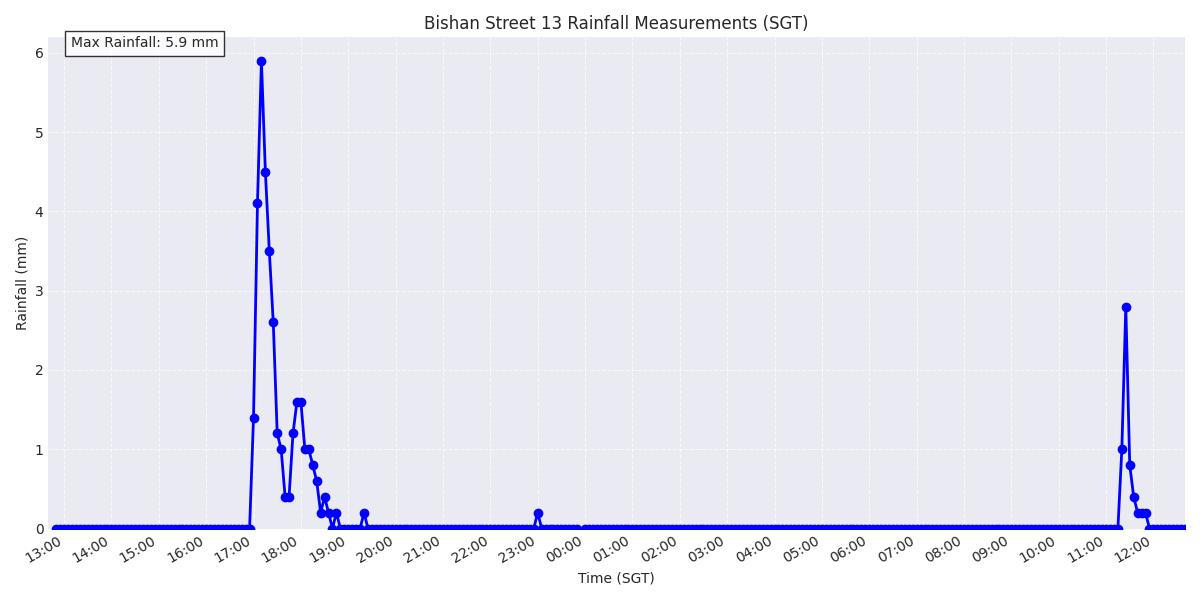 Bishan Street 13 Rainfall Measurements (SGT)
Max Rainfall: 5.9 mm
6
5
4
3
2
1
0
Rainfall (mm)
13:00 14:00 15:00 16:00 17:00 18:00 19:00 20:00 21:00 22:00 23:00 00:00 01:00 02:00 03:00 04:00 05:00 06:00 07:00 08:00 09:00 10:00 11:00 12:00
Time (SGT)